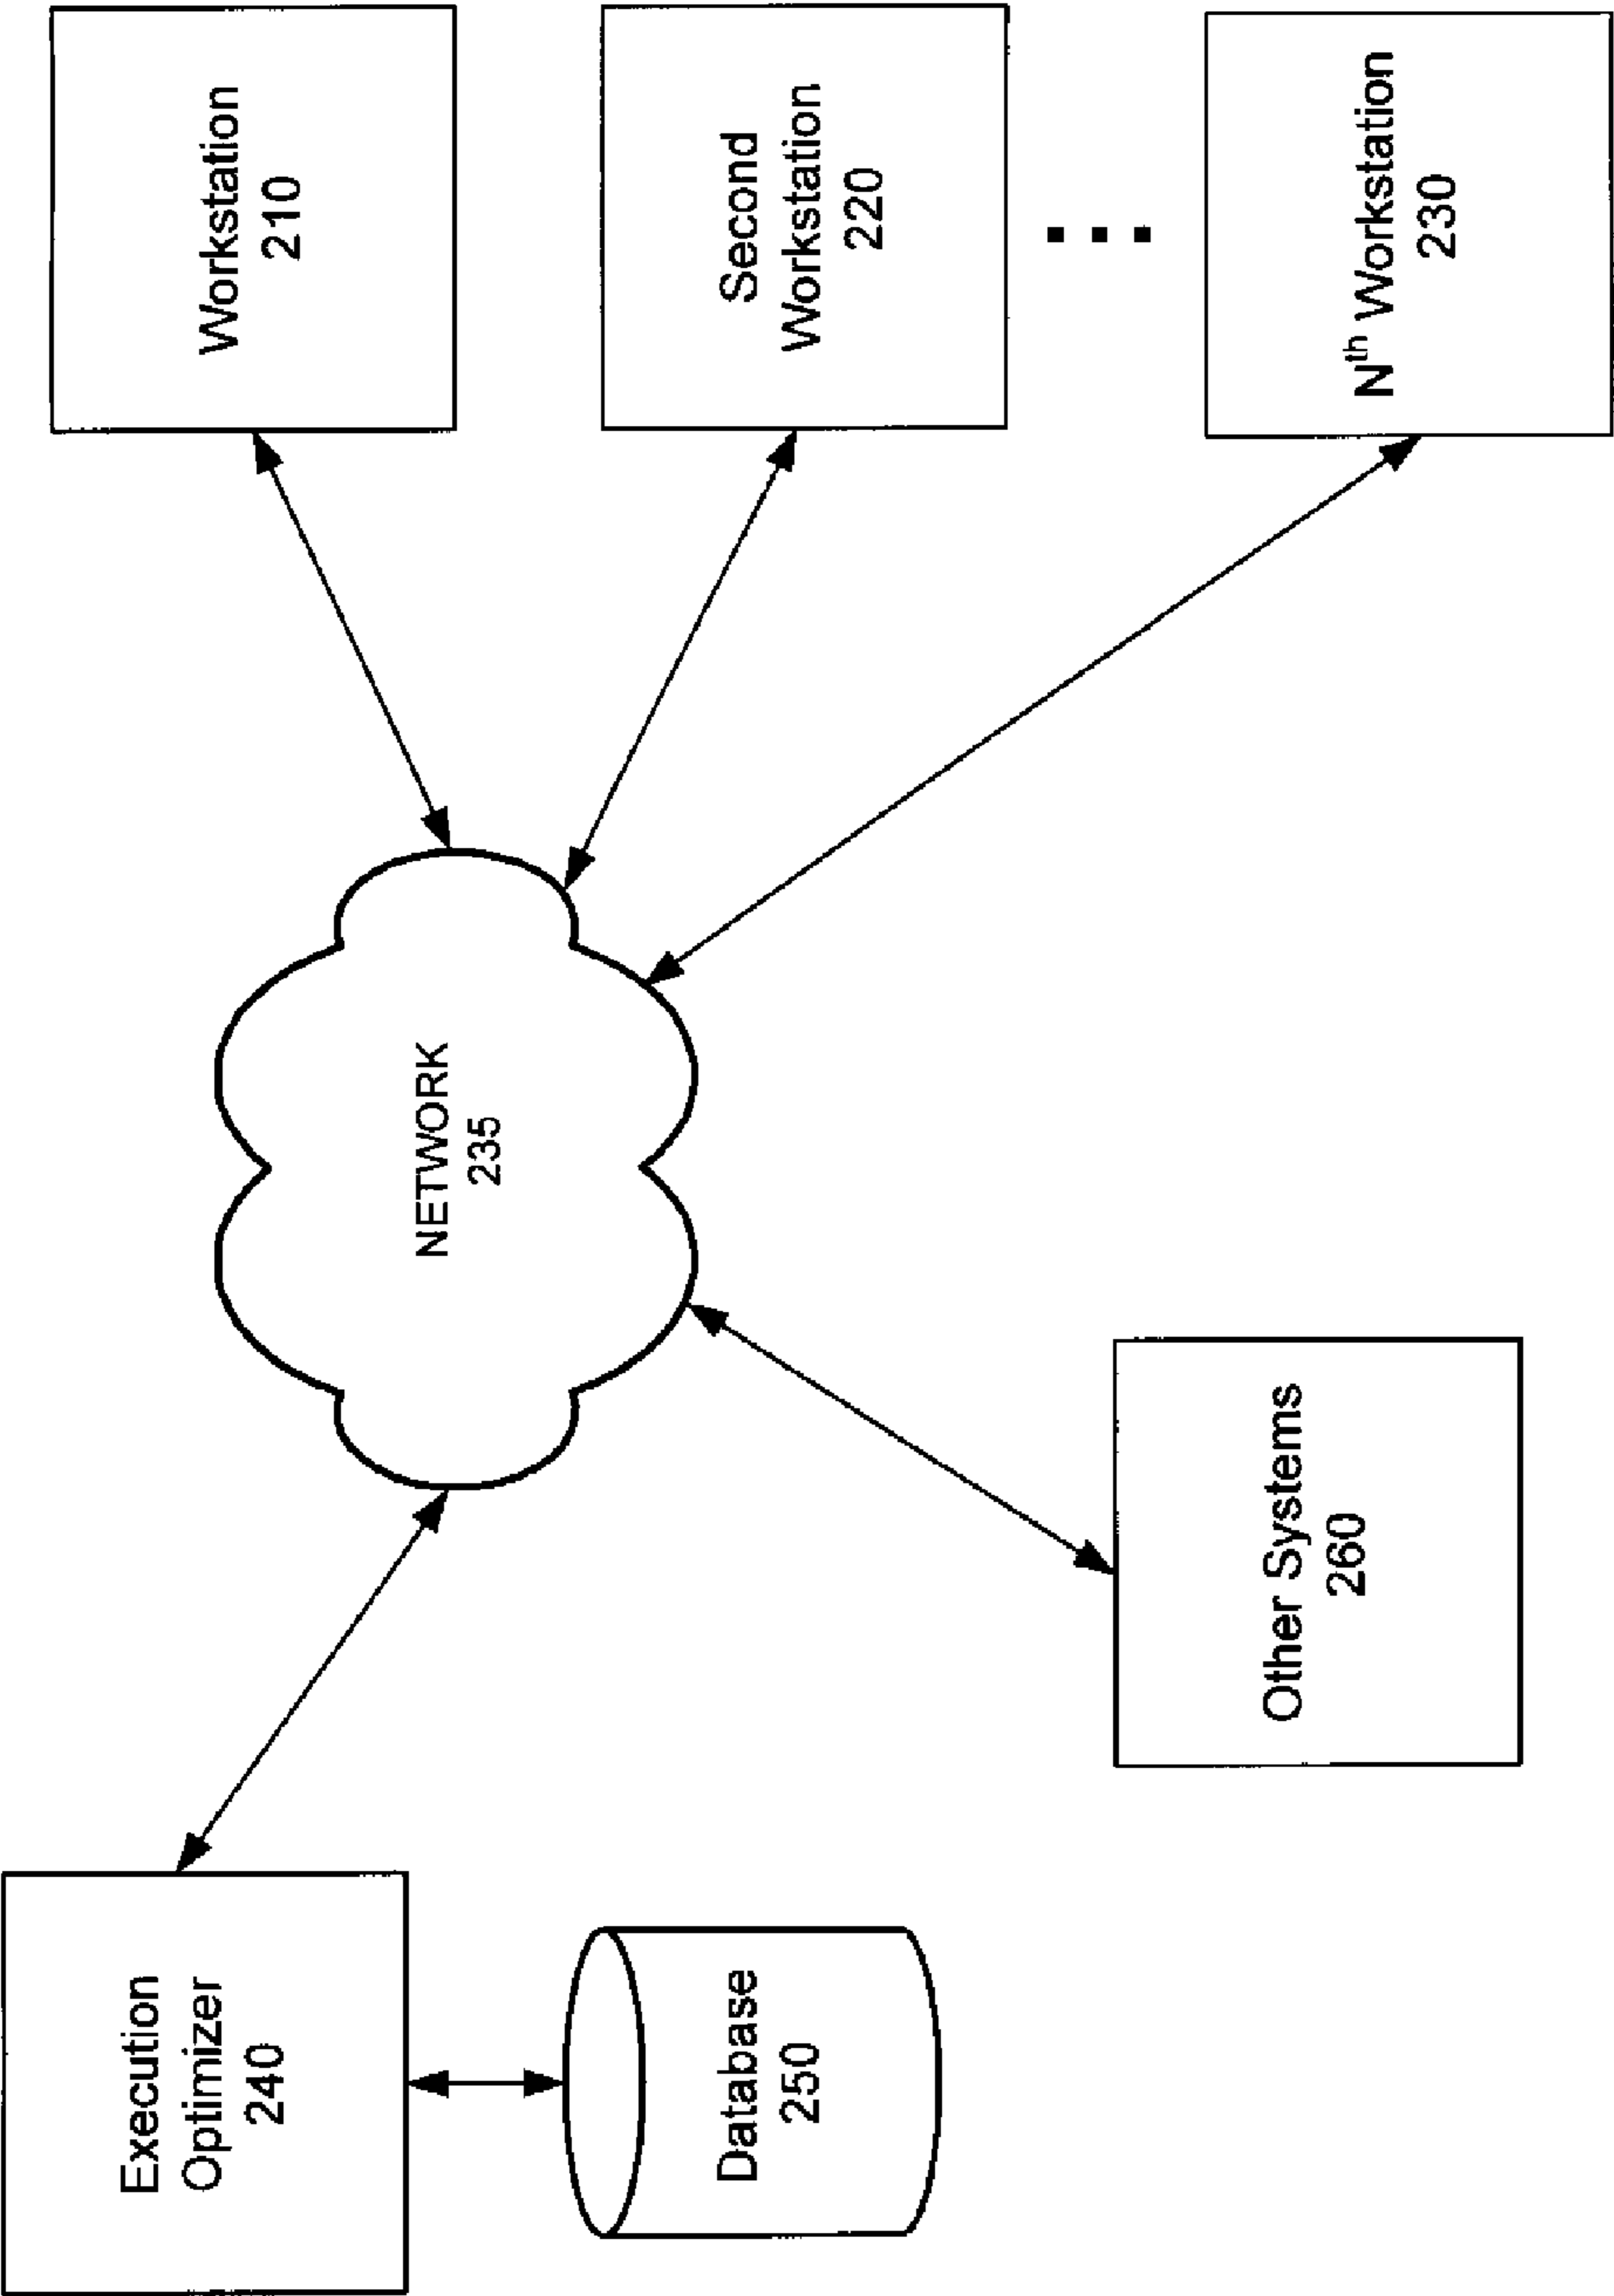 Execution
Optimizer
240
Database
250
NETWORK
235
Other Systems
260
Workstation
210
Second
Workstation
220
Nth Workstation
230